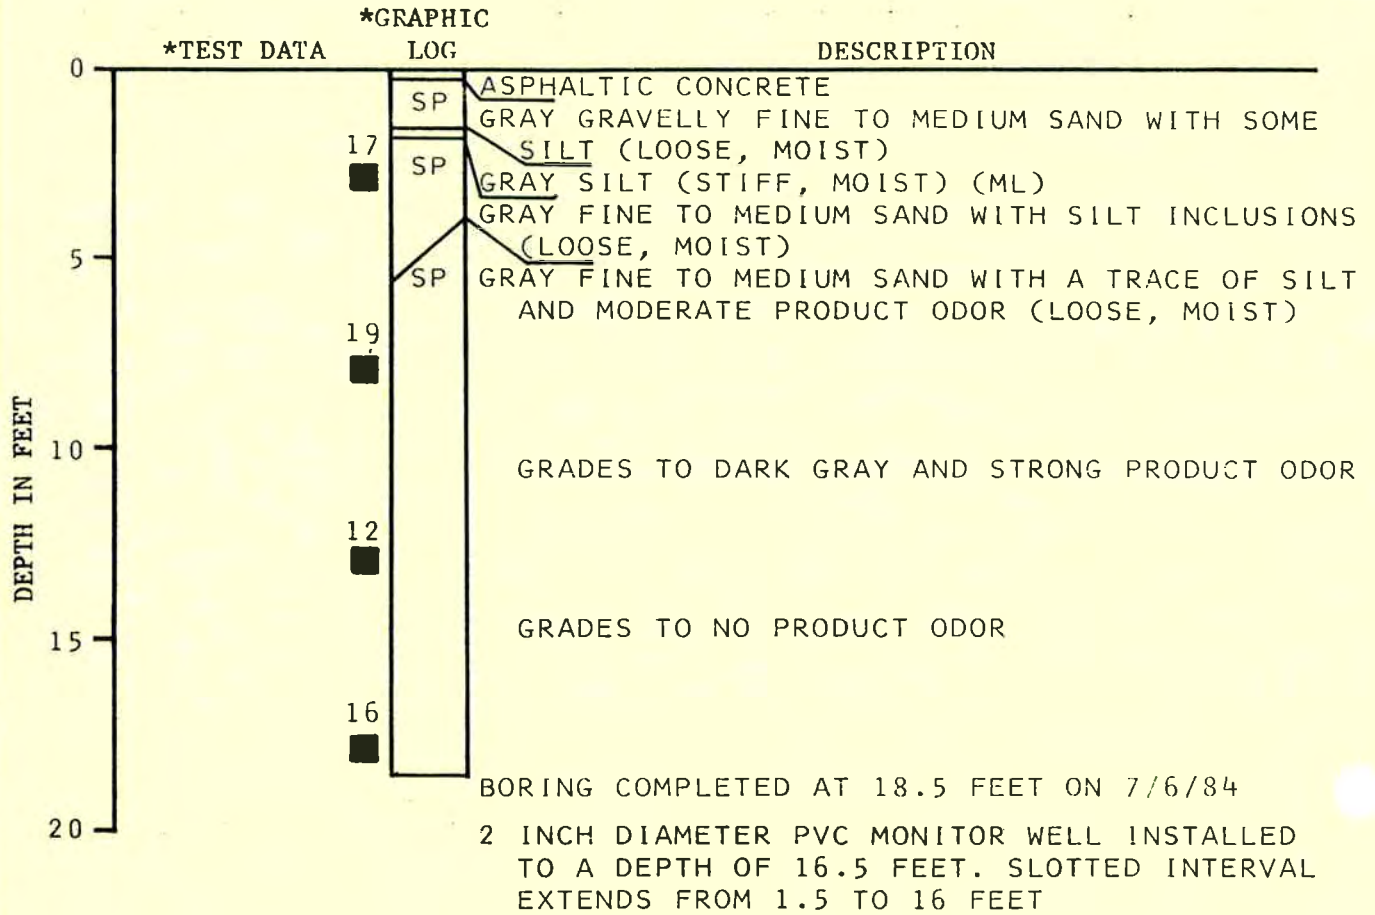 *GRAPHIC
*TEST DATA LOG DESCRIPTION
0
ASPHALTIC CONCRETE
SP
GRAY GRAVELLY FINE TO MEDIUM SAND WITH SOME
SILT (LOOSE, MOIST)
17
SP
GRAY SILT (STIFF, MOIST) (ML)
GRAY FINE TO MEDIUM SAND WITH SILT INCLUSIONS
(LOOSE, MOIST)
5
SP
GRAY FINE TO MEDIUM SAND WITH A TRACE OF SILT
AND MODERATE PRODUCT ODOR (LOOSE, MOIST)
19
DEPTH IN FEET
10
GRADES TO DARK GRAY AND STRONG PRODUCT ODOR
12
15
GRADES TO NO PRODUCT ODOR
16
BORING COMPLETED AT 18.5 FEET ON 7/6/84
20
2 INCH DIAMETER PVC MONITOR WELL INSTALLED
TO A DEPTH OF 16.5 FEET. SLOTTED INTERVAL
EXTENDS FROM 1.5 TO 16 FEET